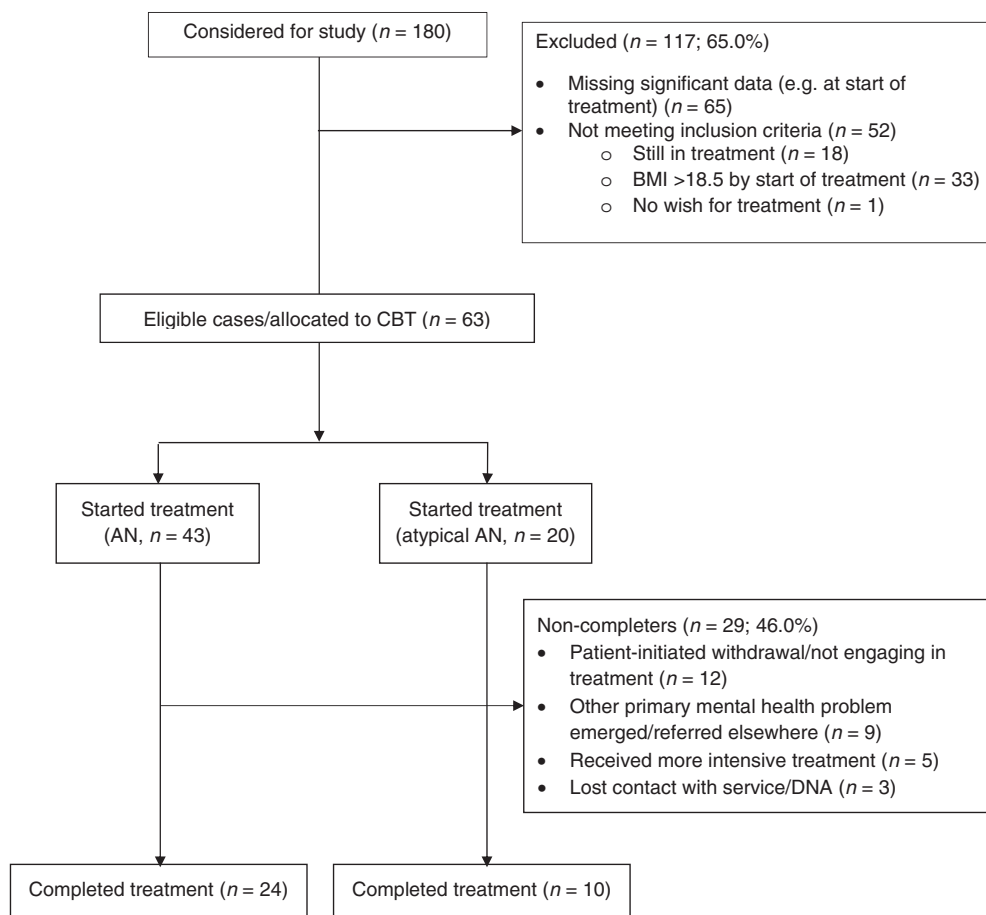 Considered for study (n = 180)
Excluded (n = 117; 65.0%)
• Missing significant data (e.g. at start of
treatment) (n = 65)
• Not meeting inclusion criteria (n = 52)
o Still in treatment (n = 18)
o BMI >18.5 by start of treatment (n = 33)
o No wish for treatment (n = 1)
Eligible cases/allocated to CBT (n = 63)
Started treatment
(AN, n = 43)
Started treatment
(atypical AN, n = 20)
Non-completers (n = 29; 46.0%)
• Patient-initiated withdrawal/not engaging in
treatment (n = 12)
• Other primary mental health problem
emerged/referred elsewhere (n = 9)
• Received more intensive treatment (n = 5)
• Lost contact with service/DNA (n = 3)
Completed treatment (n = 24)
Completed treatment (n = 10)